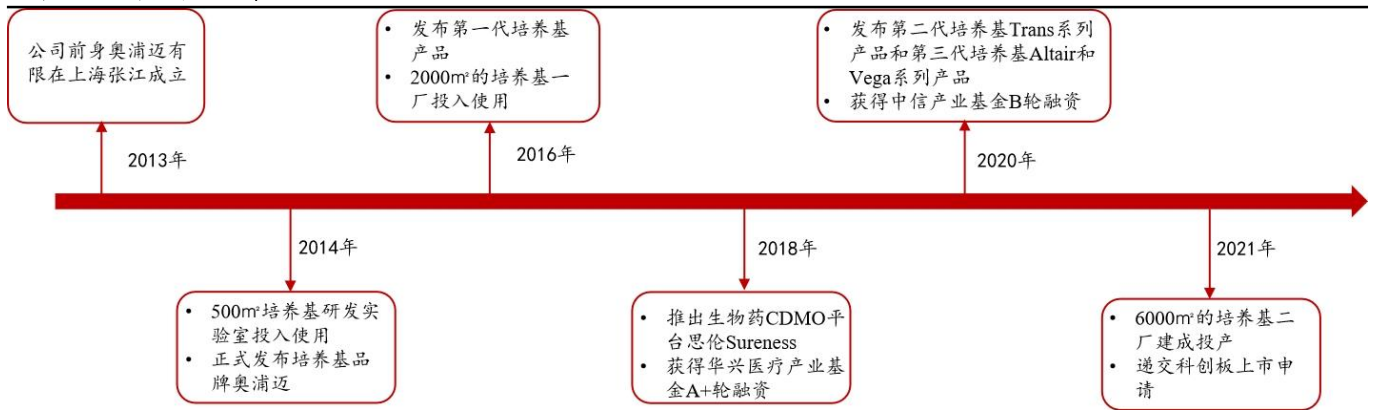 公司前身奥浦迈有
限在上海张江成立
2013年
2014年
• 500㎡培养基研发实
验室投入使用
• 正式发布培养基品
牌奥浦迈
• 发布第一代培养基
产品
• 2000㎡的培养基一
厂投入使用
2016年
2018年
• 推出生物药CDMO平
台思伦Sureness
• 获得华兴医疗产业基
金A+轮融资
• 发布第二代培养基Trans系列
产品和第三代培养基Altair和
Vega系列产品
• 获得中信产业基金B轮融资
2020年
2021年
• 6000㎡的培养基二
厂建成投产
• 递交科创板上市申
请